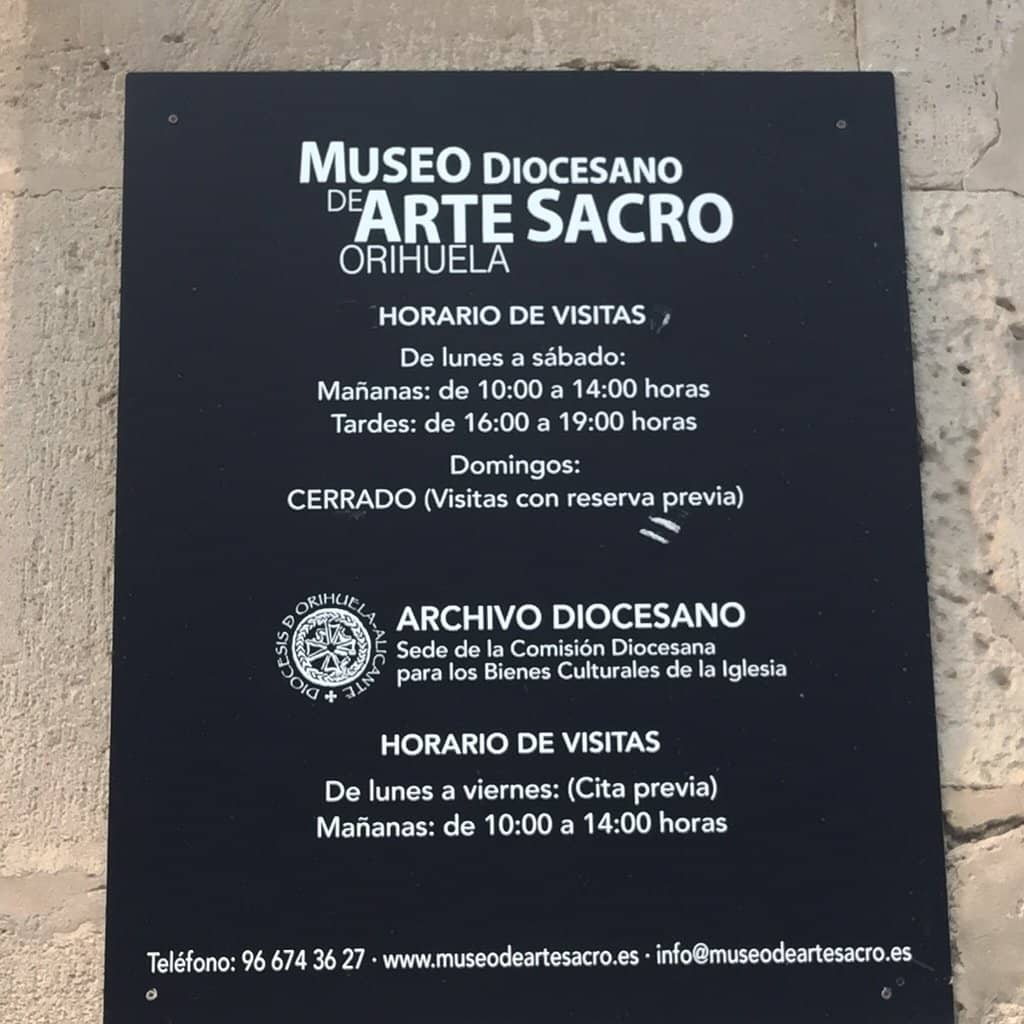 MUSEO DIOCESANO
DE ARTE SACRO
ORIHUELA
HORARIO DE VISITAS
De lunes a sábado:
Mañanas: de 10:00 a 14:00 horas
Tardes: de 16:00 a 19:00 horas
Domingos:
CERRADO (Visitas con reserva previa)
DIOCESIS D ORIHUELA-ALICANTE
ARCHIVO DIOCESANO
Sede de la Comisión Diocesana
para los Bienes Culturales de la Iglesia
HORARIO DE VISITAS
De lunes a viernes: (Cita previa)
Mañanas: de 10:00 a 14:00 horas
Teléfono: 96 674 36 27 · www.museodeartesacro.es · info@museodeartesacro.es